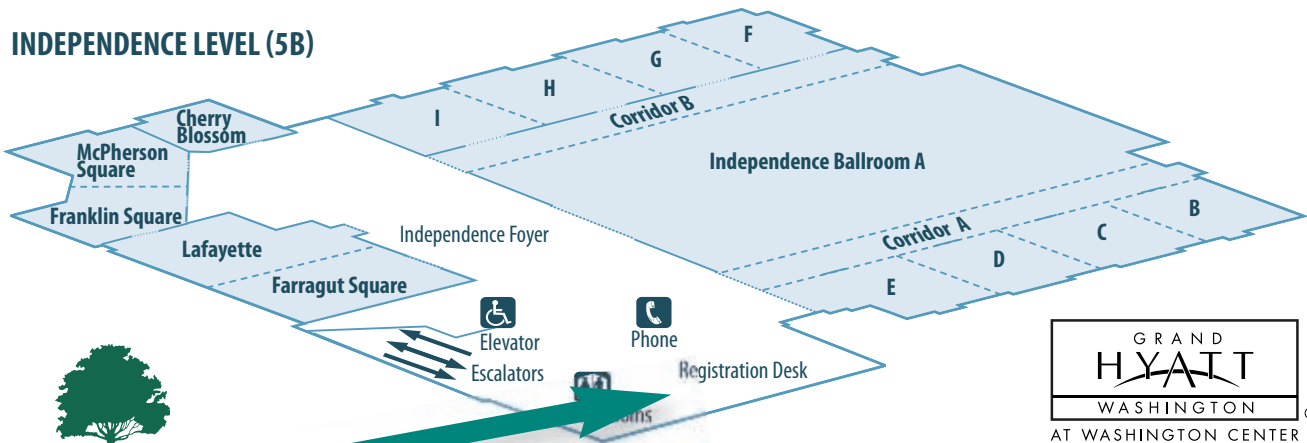 INDEPENDENCE LEVEL (5B)
F
G
H
I
Corridor B
Cherry
Blossom
McPherson
Square
Franklin Square
Independence Ballroom A
Lafayette
Independence Foyer
Farragut Square
Corridor A
B
C
D
E
Elevator
Phone
Escalators
Registration Desk
GRAND
HYATT
WASHINGTON
AT WASHINGTON CENTER